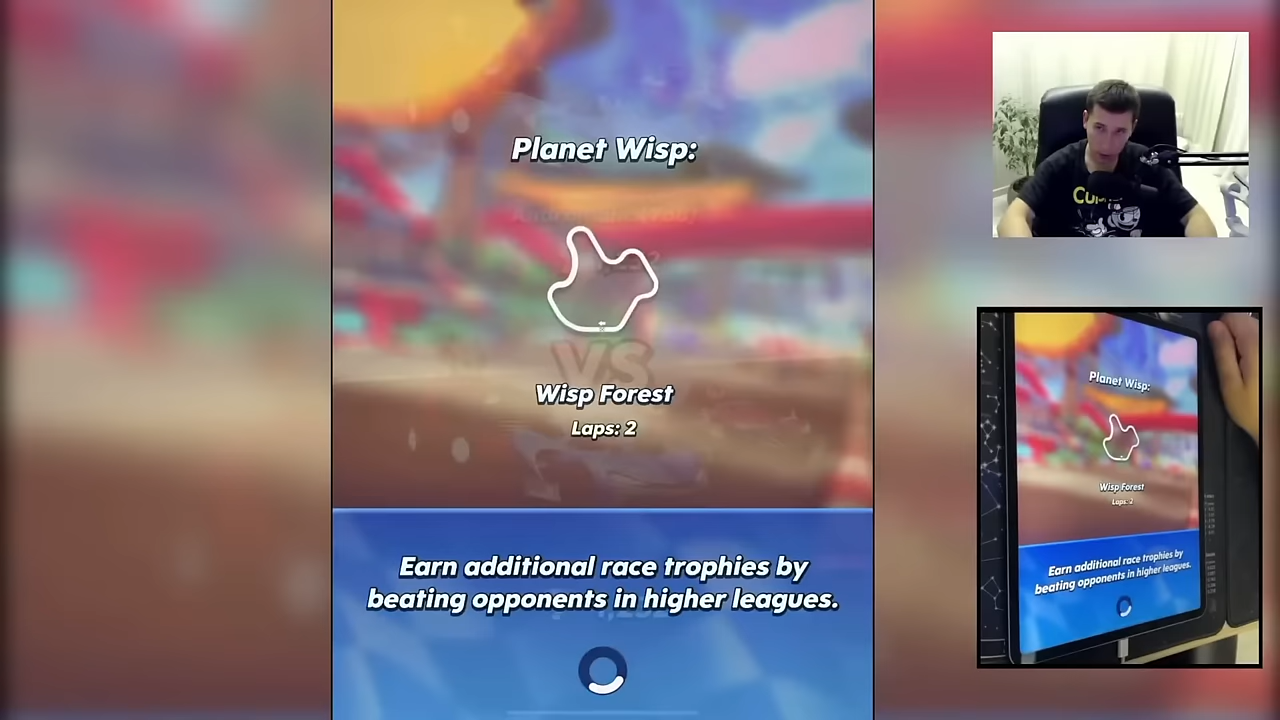 Planet Wisp:
VS
Wisp Forest
Laps: 2
Earn additional race trophies by
beating opponents in higher leagues.
Planet Wisp:
Wisp Forest
Laps: 2
Earn additional race trophies by
beating opponents in higher leagues.